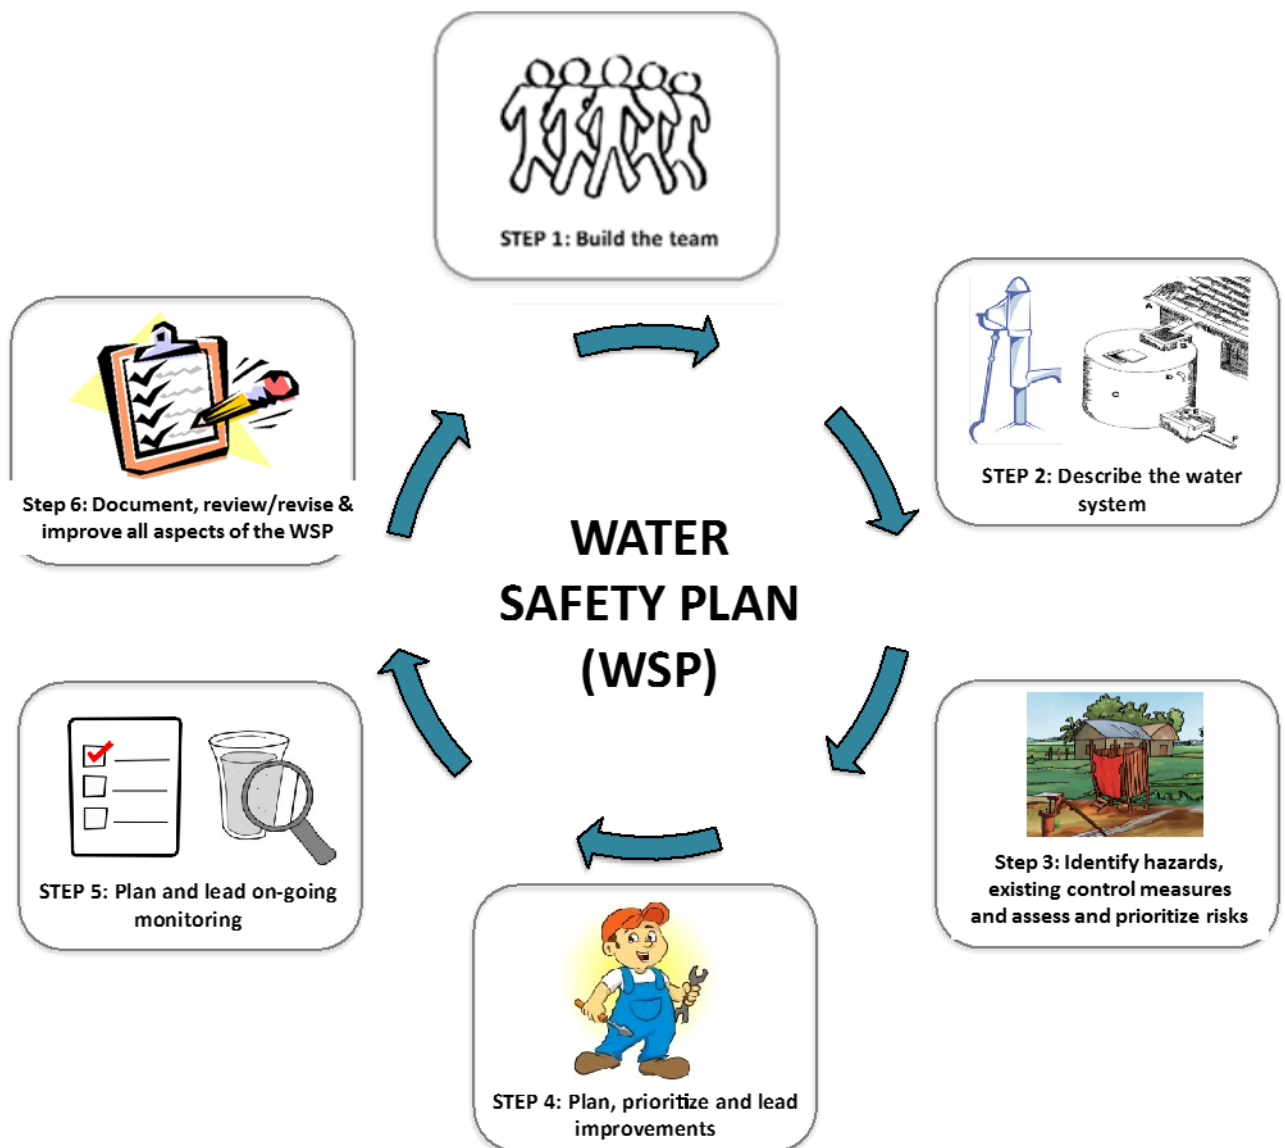 STEP 1: Build the team
STEP 2: Describe the water
system
Step 3: Identify hazards,
existing control measures
and assess and prioritize risks
STEP 4: Plan, prioritize and lead
improvements
STEP 5: Plan and lead on-going
monitoring
Step 6: Document, review/revise &
improve all aspects of the WSP
WATER
SAFETY PLAN
(WSP)